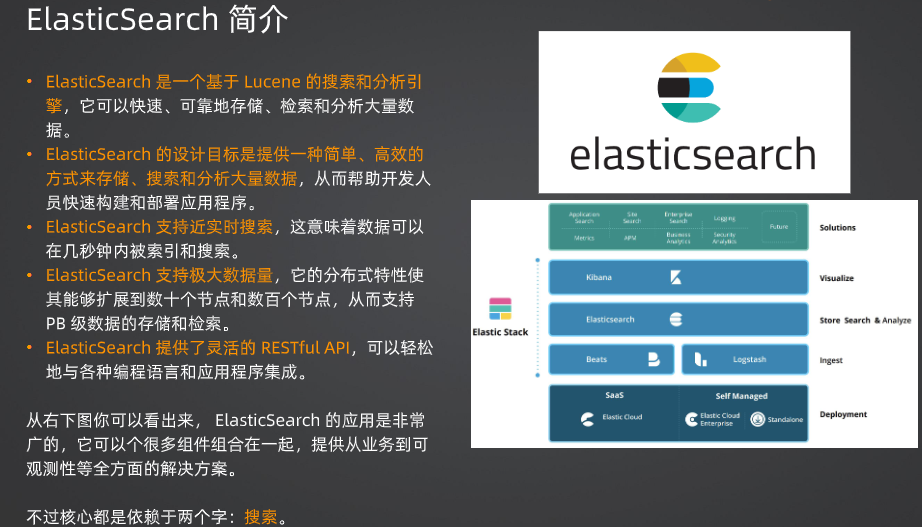 ElasticSearch 简介
• ElasticSearch 是一个基于 Lucene 的搜索和分析引
擎，它可以快速、可靠地存储、检索和分析大量数
据。
• ElasticSearch 的设计目标是提供一种简单、高效的
方式来存储、搜索和分析大量数据，从而帮助开发人
员快速构建和部署应用程序。
• ElasticSearch 支持近实时搜索，这意味着数据可以
在几秒钟内被索引和搜索。
• ElasticSearch 支持极大数据量，它的分布式特性使
其能够扩展到数十个节点和数百个节点，从而支持
PB 级数据的存储和检索。
• ElasticSearch 提供了灵活的 RESTful API，可以轻松
地与各种编程语言和应用程序集成。
从右下图你可以看出来， ElasticSearch 的应用是非常
广的，它可以个很多组件组合在一起，提供从业务到可
观测性等全方面的解决方案。
不过核心都是依赖于两个字：搜索。
elasticsearch
Application
Search
Site
Search
Enterprise
Search
Logging
Future
Metrics
APM
Business
Analytics
Security
Analytics
Solutions
Kibana
Visualize
Elastic Stack
Elasticsearch
Store Search & Analyze
Beats
Logstash
Ingest
SaaS
Self Managed
Elastic Cloud
Elastic Cloud
Enterprise
Standalone
Deployment